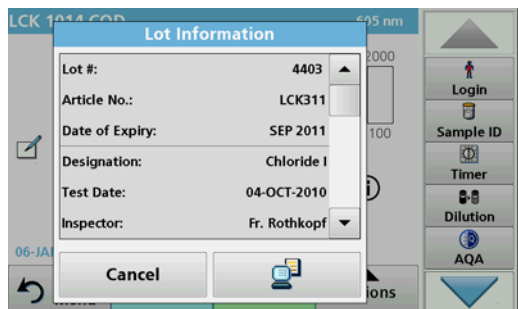 LCK 1014 COD
605 nm
Lot Information
2000
Lot #: 4403
Article No.: LCK311
Date of Expiry: SEP 2011
100
Designation: Chloride I
Test Date: 04-OCT-2010
Inspector: Fr. Rothkopf
06-JA
Cancel
Menu
ions
Login
Sample ID
Timer
Dilution
AQA